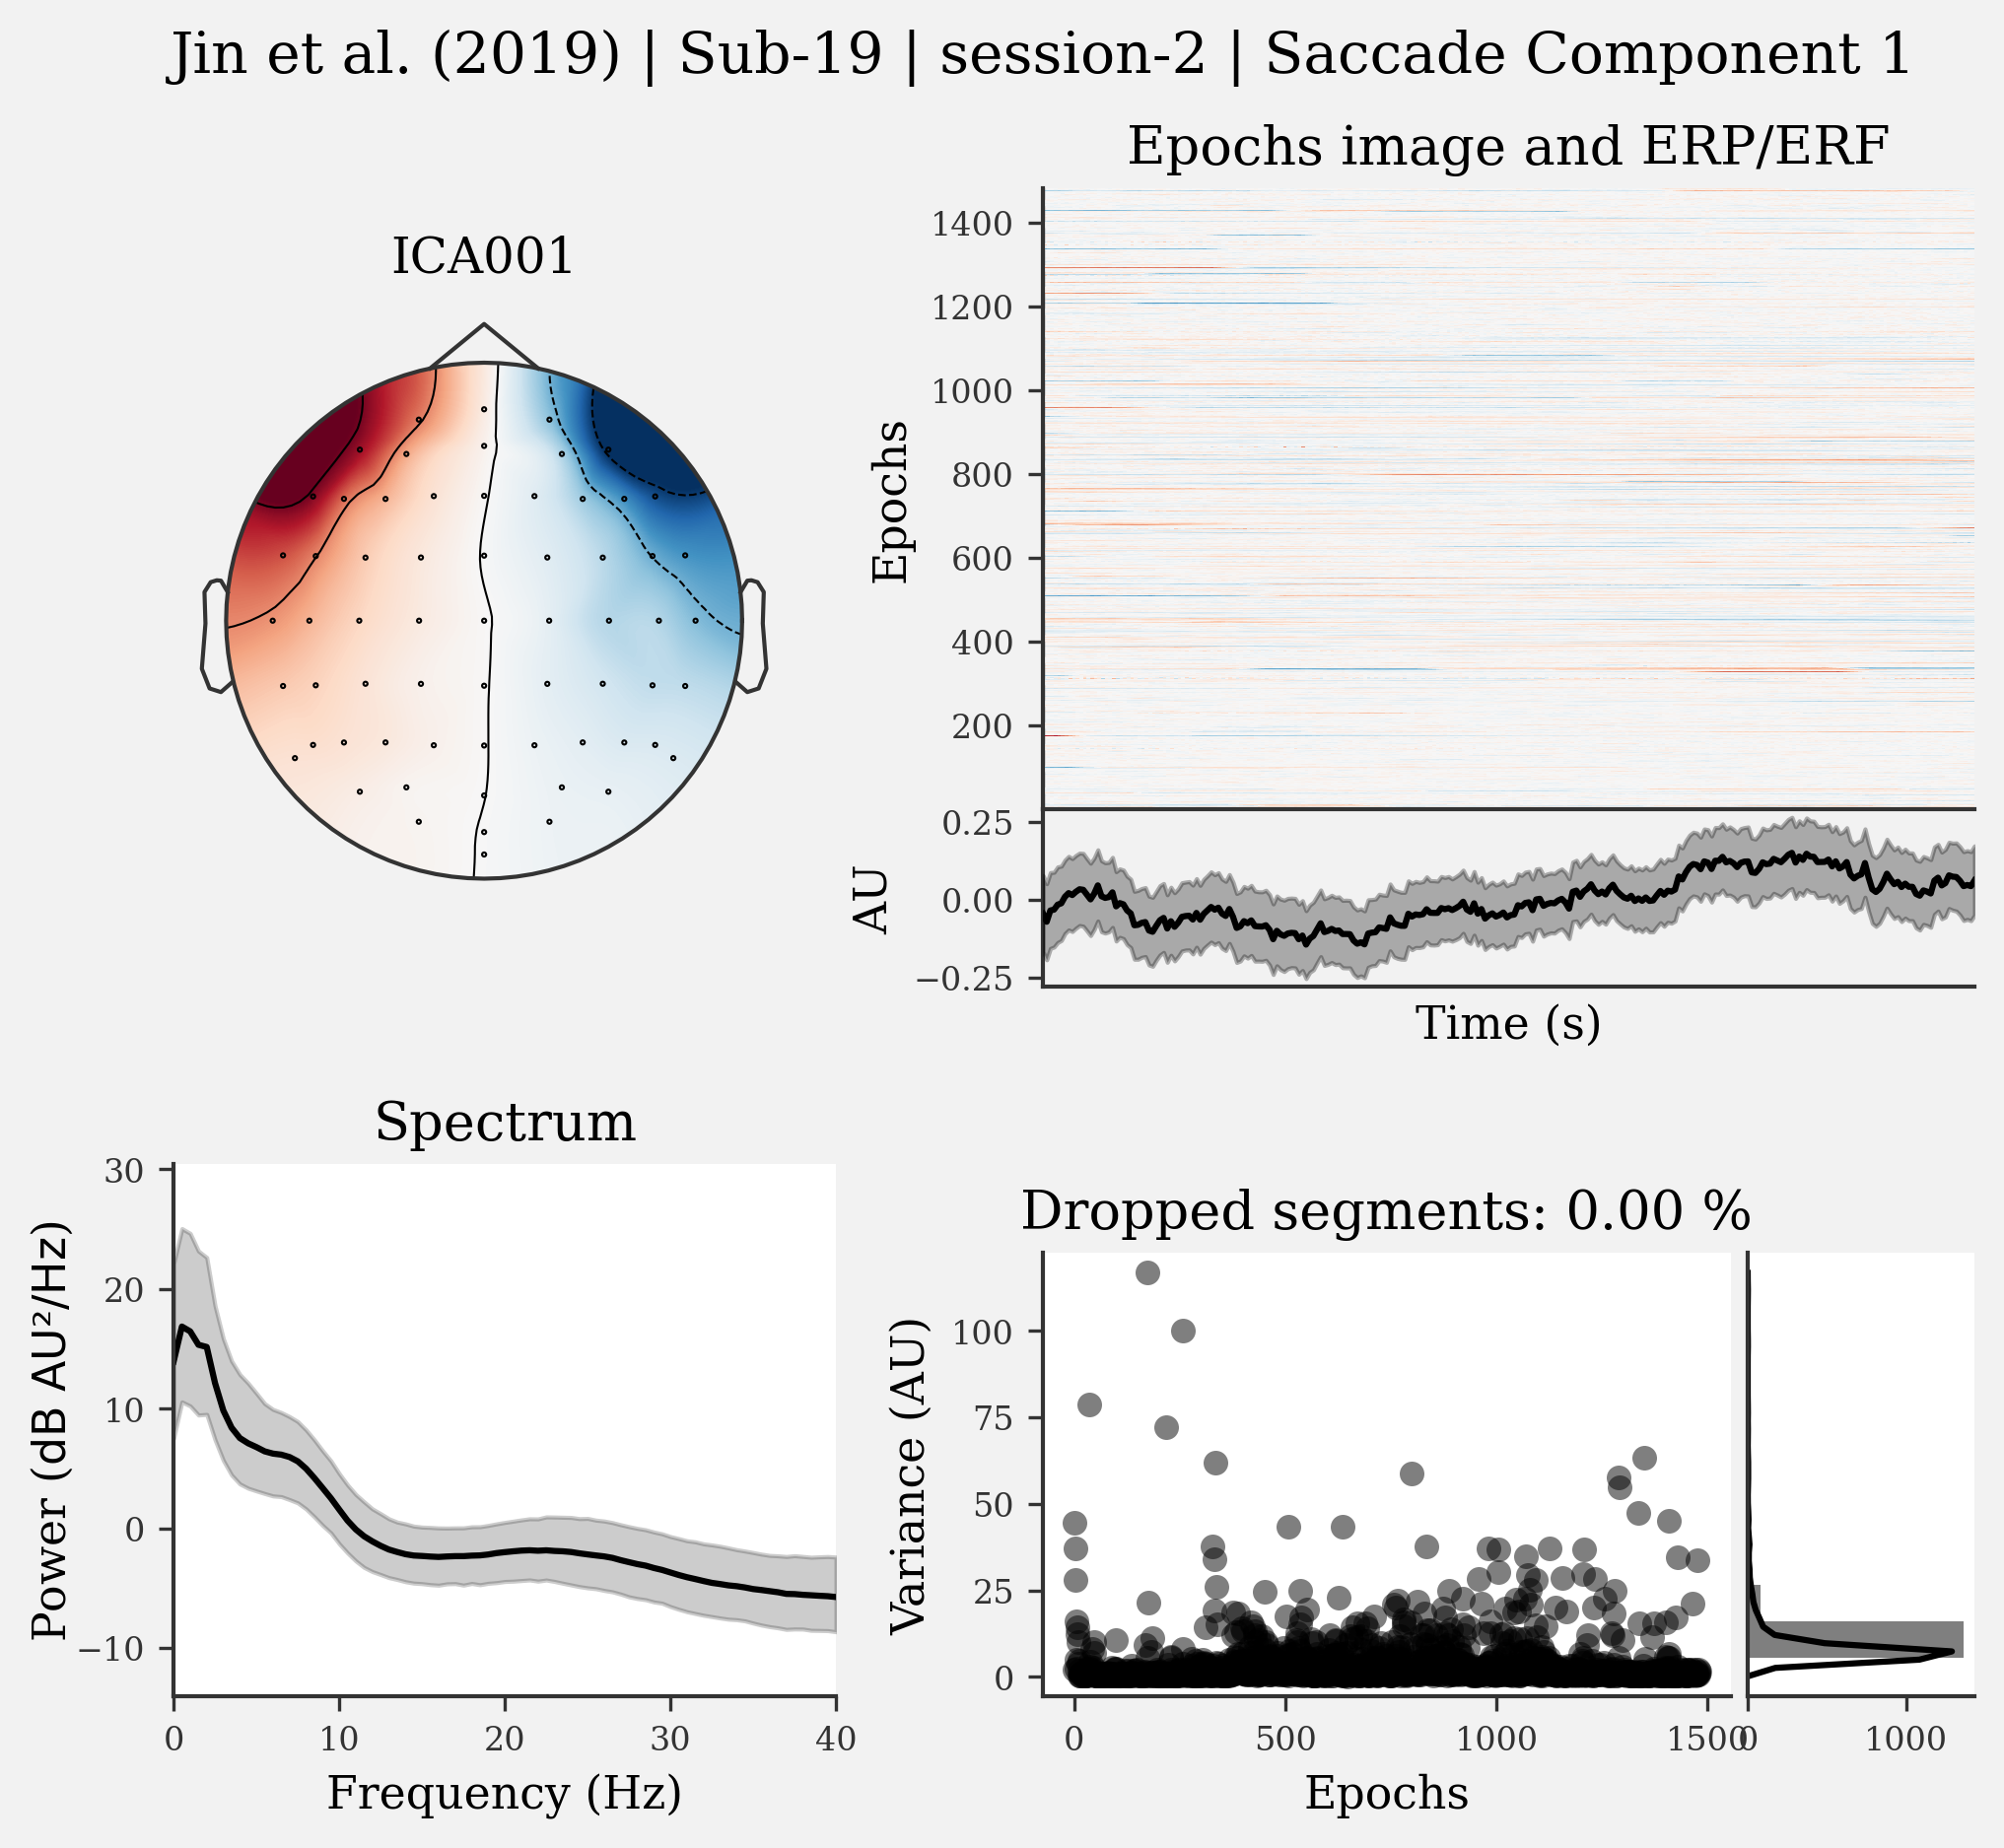 Jin et al. (2019) | Sub-19 | session-2 | Saccade Component 1
ICA001
Epochs image and ERP/ERF
Epochs
1400
1200
1000
800
600
400
200
AU
0.25
0.00
−0.25
Time (s)
Spectrum
Power (dB AU²/Hz)
30
20
10
0
−10
0 10 20 30 40
Frequency (Hz)
Dropped segments: 0.00 %
Variance (AU)
100
75
50
25
0
0 500 1000 1500
Epochs
0 1000